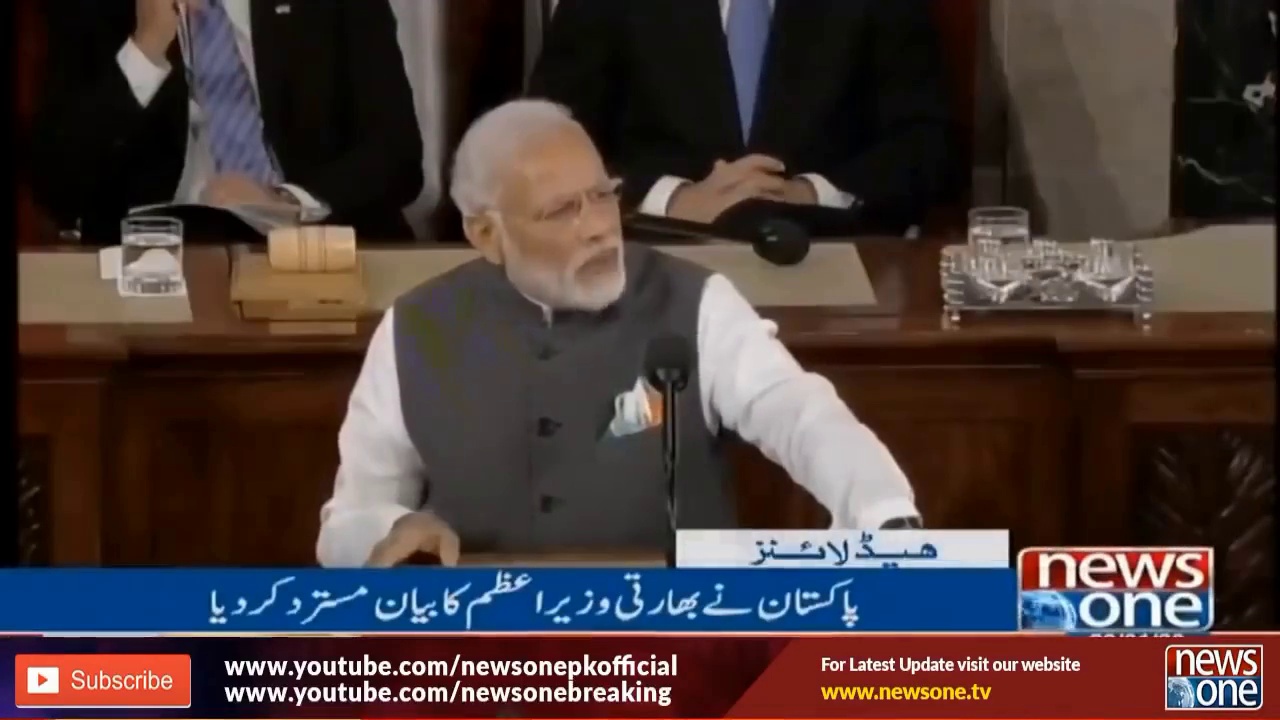 ھیڈ لائنز
پاکستان نے بھارتی وزیراعظم کا بیان مسترد کردیا
news
one
Subscribe
www.youtube.com/newsonepkofficial
www.youtube.com/newsonebreaking
For Latest Update visit our website
www.newsone.tv
news
one